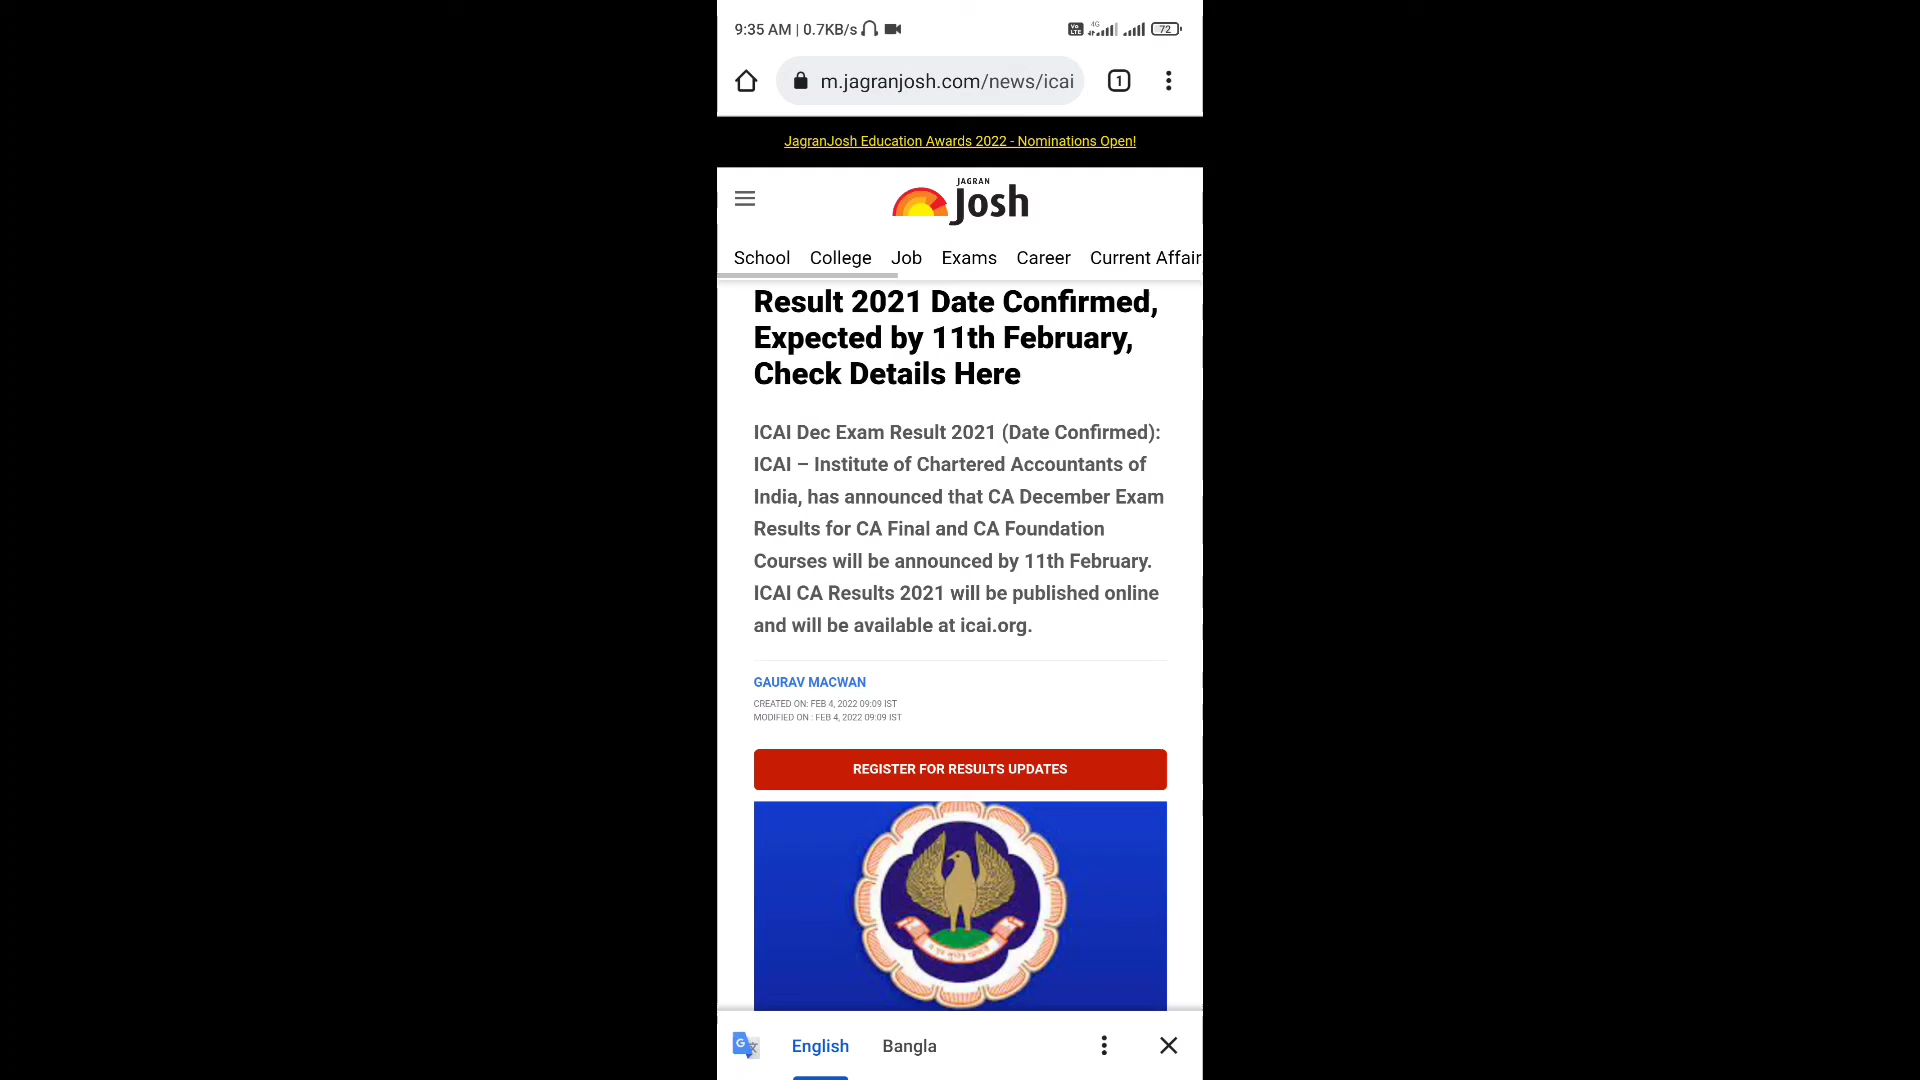 9:35 AM | 0.7KB/s
Vo LTE 4G 72
m.jagranjosh.com/news/icai
1
JagranJosh Education Awards 2022 - Nominations Open!
JAGRAN
Josh
School College Job Exams Career Current Affair
Result 2021 Date Confirmed,
Expected by 11th February,
Check Details Here
ICAI Dec Exam Result 2021 (Date Confirmed):
ICAI – Institute of Chartered Accountants of
India, has announced that CA December Exam
Results for CA Final and CA Foundation
Courses will be announced by 11th February.
ICAI CA Results 2021 will be published online
and will be available at icai.org.
GAURAV MACWAN
CREATED ON: FEB 4, 2022 09:09 IST
MODIFIED ON : FEB 4, 2022 09:09 IST
REGISTER FOR RESULTS UPDATES
English Bangla